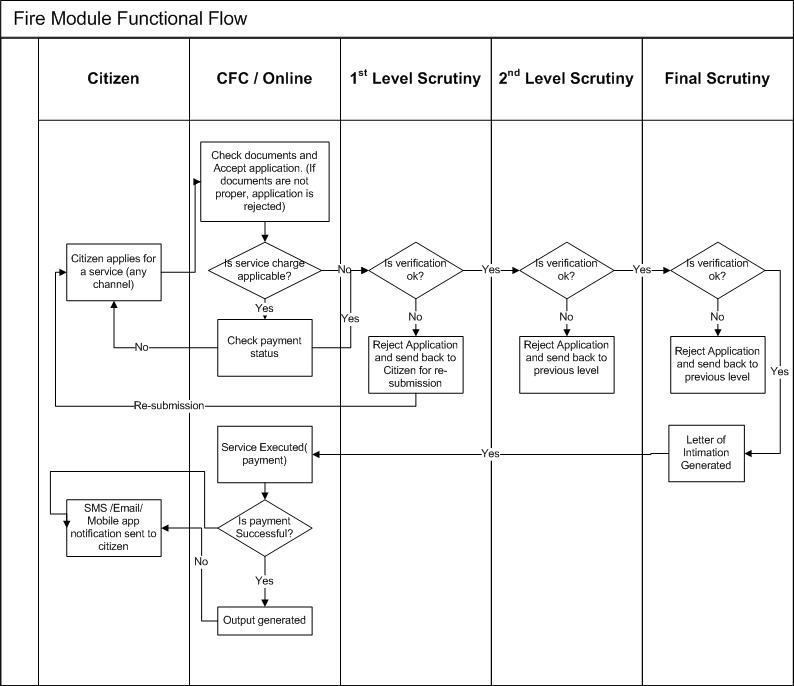 Fire Module Functional Flow
Citizen
CFC / Online
1st Level Scrutiny
2nd Level Scrutiny
Final Scrutiny
Check documents and
Accept application. (If
documents are not
proper, application is
rejected)
Citizen applies for
a service (any
channel)
Is service charge
applicable?
No
Is verification
ok?
Yes
Is verification
ok?
Yes
Is verification
ok?
Yes
Yes
No
No
No
Check payment
status
No
Reject Application
and send back to
Citizen for re-
submission
Reject Application
and send back to
previous level
Reject Application
and send back to
previous level
Yes
Re-submission
Service Executed(
payment)
Yes
Letter of
Intimation
Generated
SMS /Email/
Mobile app
notification sent to
citizen
Is payment
Successful?
No
Yes
Output generated